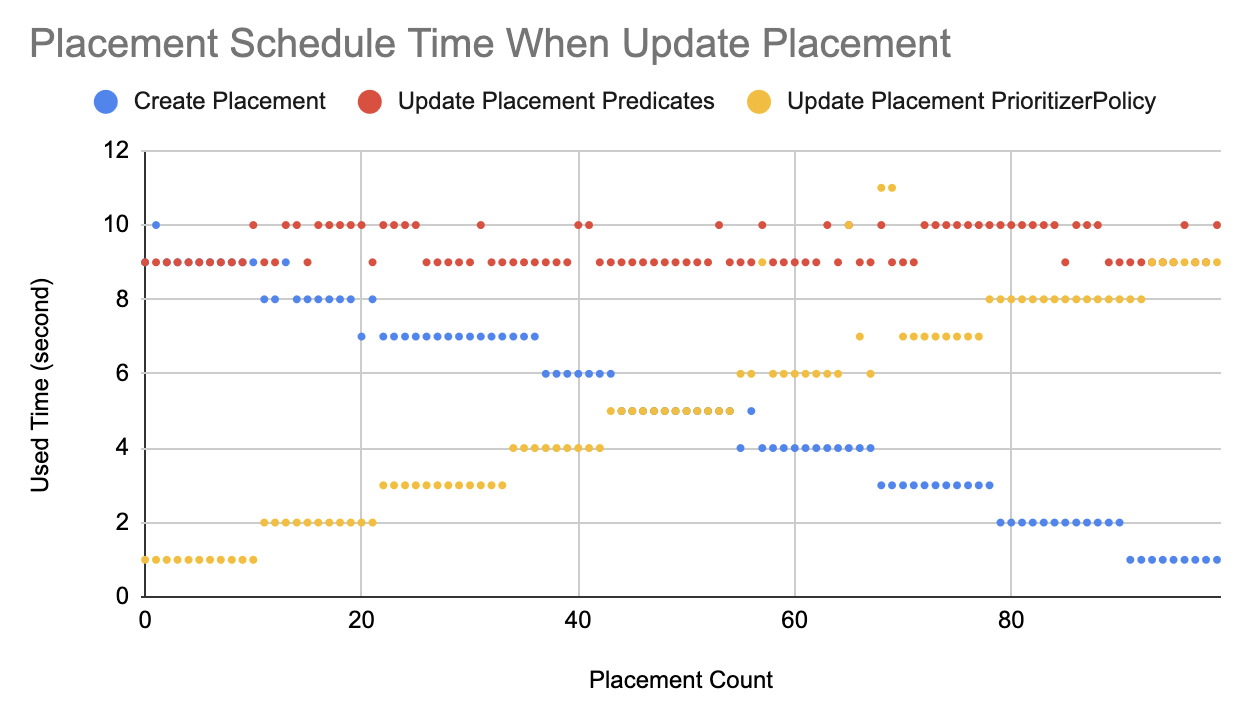 Placement Schedule Time When Update Placement
Create Placement
Update Placement Predicates
Update Placement PrioritizerPolicy
12
10
8
6
4
2
0
Used Time (second)
0
20
40
60
80
Placement Count